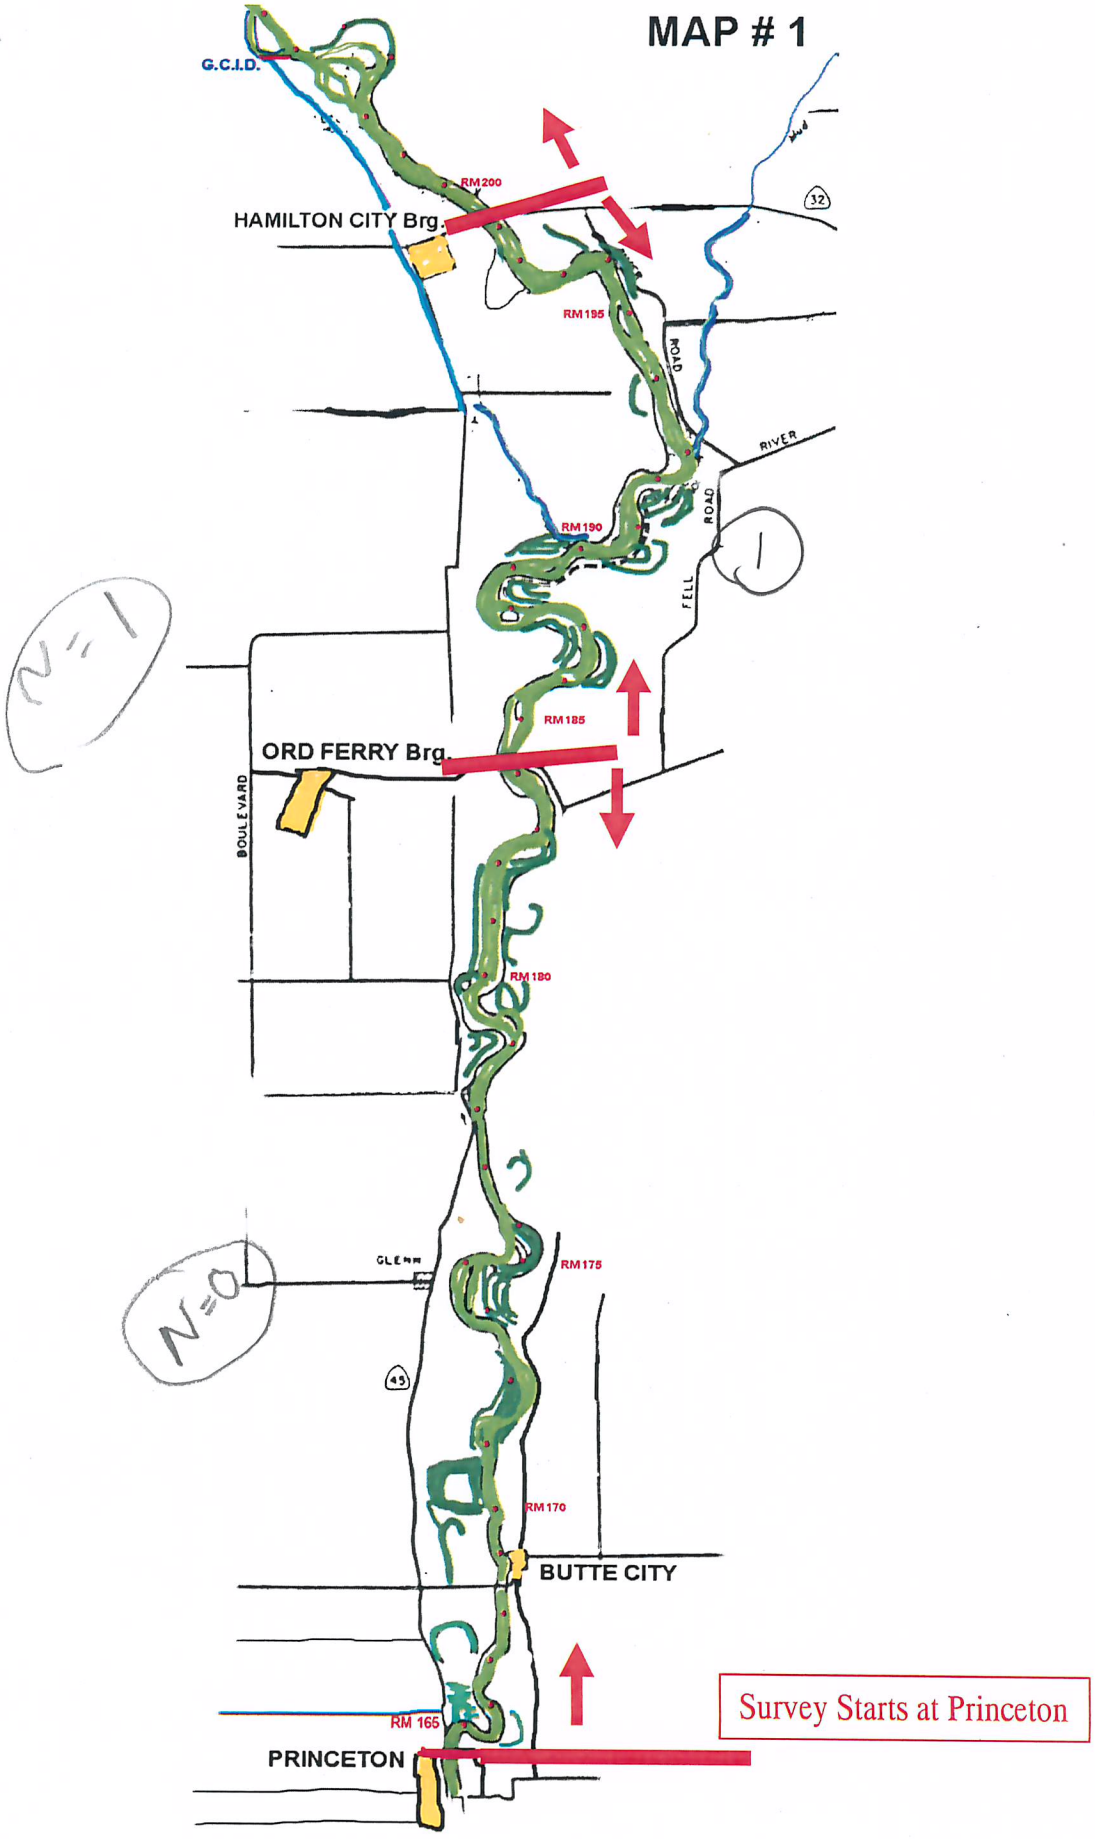 MAP # 1
G.C.I.D.
Mud
RM 200
32
HAMILTON CITY Brg.
RM 195
ROAD
RIVER
ROAD
RM 190
1
FELL
N=1
RM 185
ORD FERRY Brg.
BOULEVARD
RM 180
GLENN
RM 175
N=0
45
RM 170
BUTTE CITY
Survey Starts at Princeton
RM 165
PRINCETON